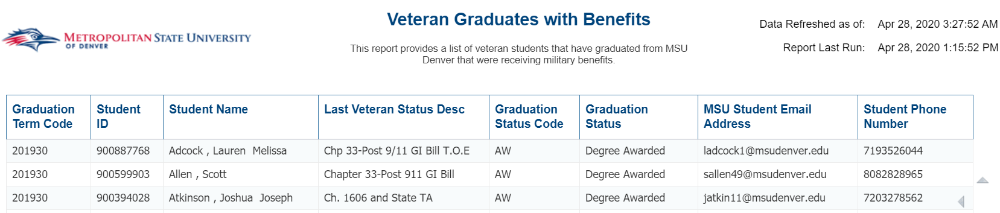 METROPOLITAN STATE UNIVERSITY
OF DENVER
Veteran Graduates with Benefits
This report provides a list of veteran students that have graduated from MSU
Denver that were receiving military benefits.
Data Refreshed as of: Apr 28, 2020 3:27:52 AM
Report Last Run: Apr 28, 2020 1:15:52 PM
Graduation Term Code | Student ID | Student Name | Last Veteran Status Desc | Graduation Status Code | Graduation Status | MSU Student Email Address | Student Phone Number
201930 | 900887768 | Adcock , Lauren  Melissa | Chp 33-Post 9/11 GI Bill T.O.E | AW | Degree Awarded | ladcock1@msudenver.edu | 7193526044
201930 | 900599903 | Allen , Scott | Chapter 33-Post 911 GI Bill | AW | Degree Awarded | sallen49@msudenver.edu | 8082828965
201930 | 900394028 | Atkinson , Joshua  Joseph | Ch. 1606 and State TA | AW | Degree Awarded | jatkin11@msudenver.edu | 7203278562